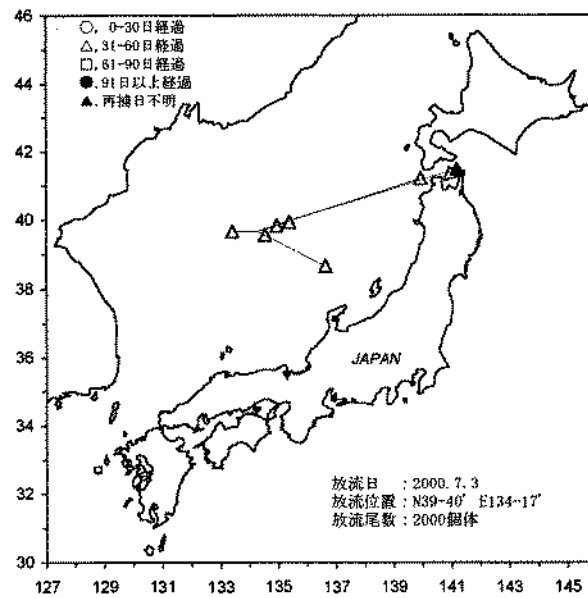 46
44
42
40
38
36
34
32
30
○, 0-30日経過
△, 31-60日経過
□, 61-90日経過
●, 91日以上経過
▲, 再捕日不明
JAPAN
放流日 : 2000. 7. 3
放流位置 : N39-40′ E134-17′
放流尾数 : 2000個体
127 129 131 133 135 137 139 141 143 145